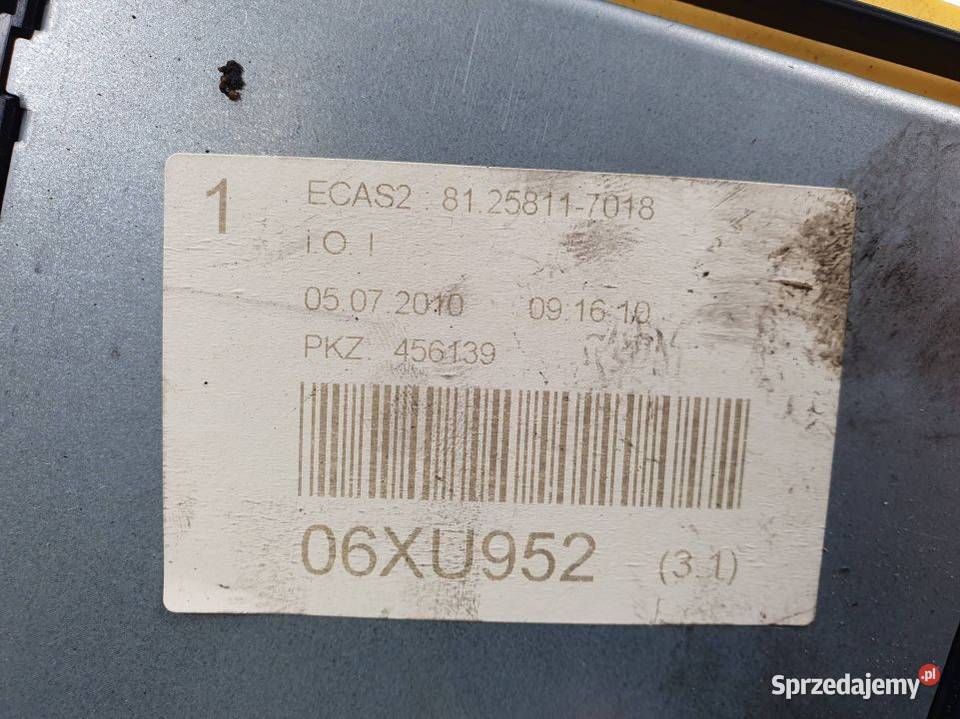 1
ECAS2 81.25811-7018
i.O. I
05.07.2010 09:16:10
PKZ. 456139
06XU952 (3.1)
Sprzedajemy.pl